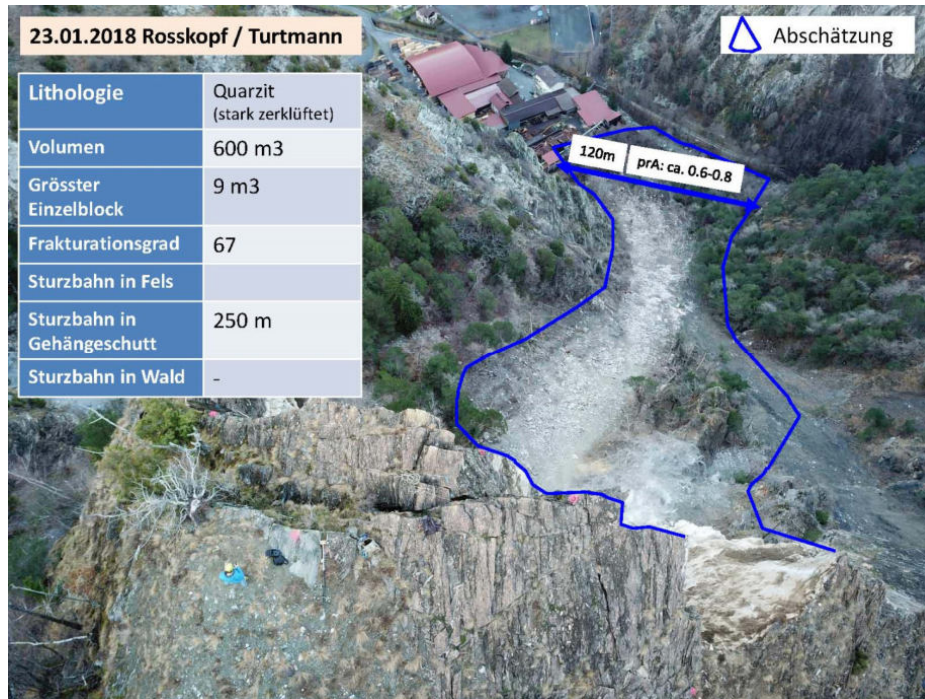 23.01.2018 Rosskopf / Turtmann
Abschätzung
Lithologie
Quarzit
(stark zerklüftet)
Volumen
600 m3
Grösster
Einzelblock
9 m3
Frakturationsgrad
67
Sturzbahn in Fels
Sturzbahn in
Gehängeschutt
250 m
Sturzbahn in Wald
-
120m
prA: ca. 0.6-0.8